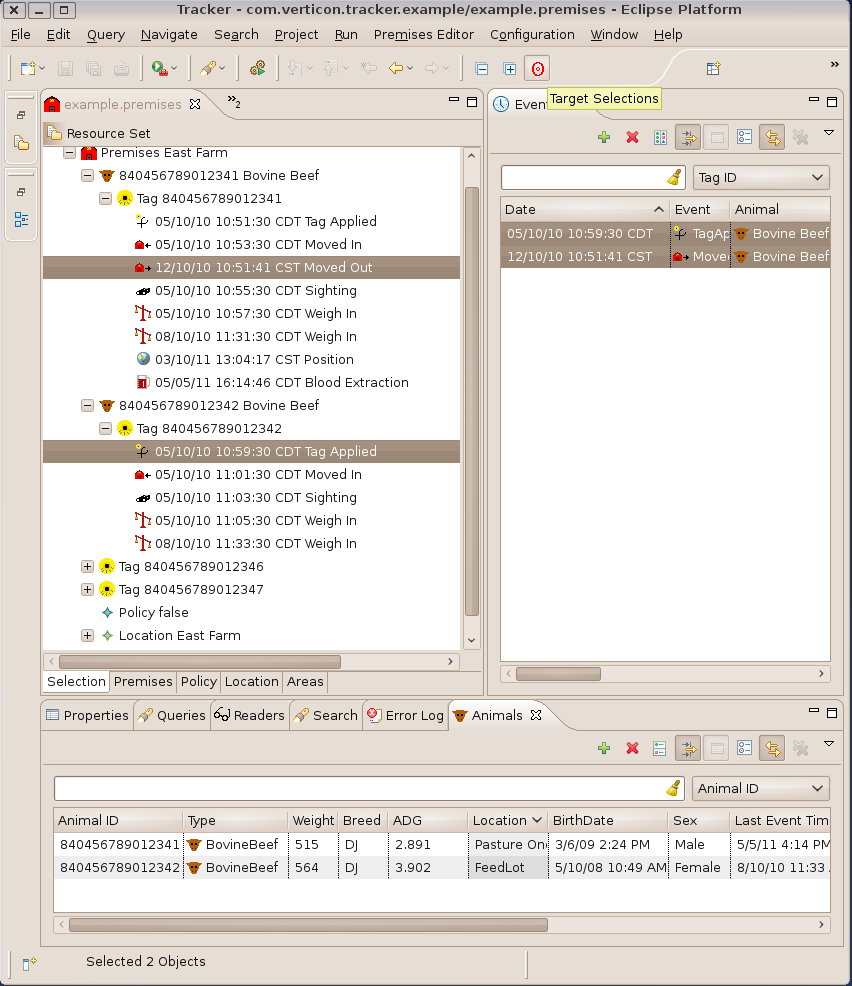 Tracker - com.verticon.tracker.example/example.premises - Eclipse Platform
File Edit Query Navigate Search Project Run Premises Editor Configuration Window Help
example.premises »2
Resource Set
Premises East Farm
840456789012341 Bovine Beef
Tag 840456789012341
05/10/10 10:51:30 CDT Tag Applied
05/10/10 10:53:30 CDT Moved In
12/10/10 10:51:41 CST Moved Out
05/10/10 10:55:30 CDT Sighting
05/10/10 10:57:30 CDT Weigh In
08/10/10 11:31:30 CDT Weigh In
03/10/11 13:04:17 CST Position
05/05/11 16:14:46 CDT Blood Extraction
840456789012342 Bovine Beef
Tag 840456789012342
05/10/10 10:59:30 CDT Tag Applied
05/10/10 11:01:30 CDT Moved In
05/10/10 11:03:30 CDT Sighting
05/10/10 11:05:30 CDT Weigh In
08/10/10 11:33:30 CDT Weigh In
Tag 840456789012346
Tag 840456789012347
Policy false
Location East Farm
Selection Premises Policy Location Areas
Even
Target Selections
Tag ID
Date Event Animal
05/10/10 10:59:30 CDT TagAp Bovine Beef
12/10/10 10:51:41 CST Move Bovine Beef
Properties Queries Readers Search Error Log Animals
Animal ID
Animal ID Type Weight Breed ADG Location BirthDate Sex Last Event Tim
840456789012341 BovineBeef 515 DJ 2.891 Pasture On 3/6/09 2:24 PM Male 5/5/11 4:14 PM
840456789012342 BovineBeef 564 DJ 3.902 FeedLot 5/10/08 10:49 AM Female 8/10/10 11:33
Selected 2 Objects